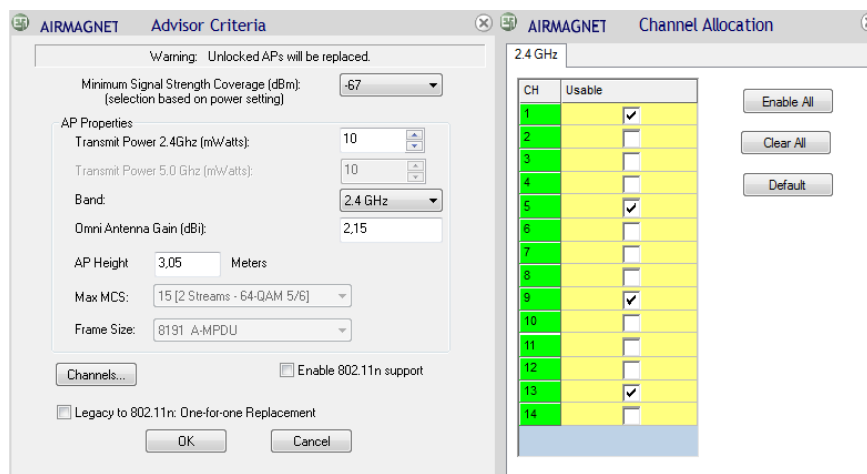 AIRMAGNET Advisor Criteria
Warning: Unlocked APs will be replaced.
Minimum Signal Strength Coverage (dBm): -67
(selection based on power setting)
AP Properties
Transmit Power 2.4Ghz (mWatts): 10
Transmit Power 5.0 Ghz (mWatts): 10
Band: 2.4 GHz
Omni Antenna Gain (dBi): 2,15
AP Height 3,05 Meters
Max MCS: 15 [2 Streams - 64-QAM 5/6]
Frame Size: 8191 A-MPDU
Channels... Enable 802.11n support
Legacy to 802.11n: One-for-one Replacement
OK Cancel
AIRMAGNET Channel Allocation
2.4 GHz
CH Usable
1
2
3
4
5
6
7
8
9
10
11
12
13
14
Enable All
Clear All
Default